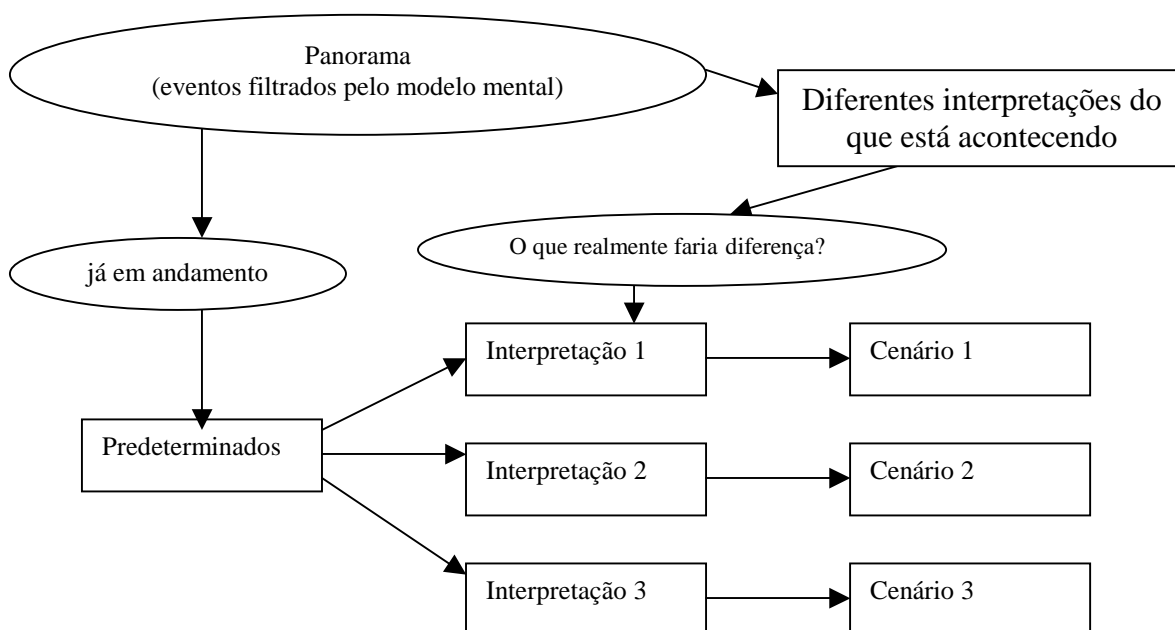 Panorama
(eventos filtrados pelo modelo mental)
Diferentes interpretações do
que está acontecendo
O que realmente faria diferença?
já em andamento
Interpretação 1
Cenário 1
Predeterminados
Interpretação 2
Cenário 2
Interpretação 3
Cenário 3